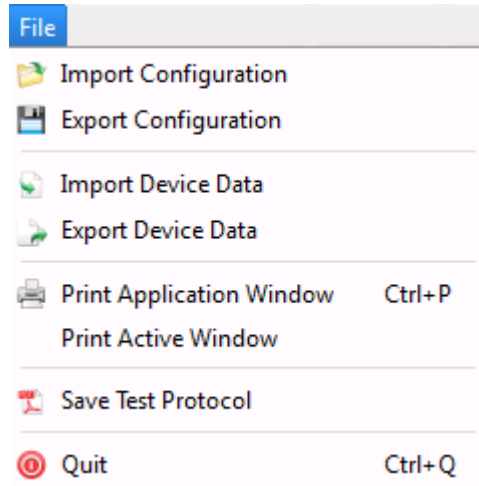 File
Import Configuration
Export Configuration
Import Device Data
Export Device Data
Print Application Window Ctrl+P
Print Active Window
Save Test Protocol
Quit Ctrl+Q